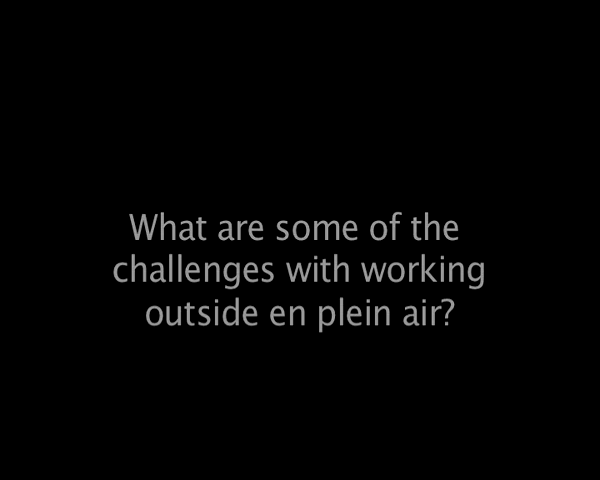 What are some of the
challenges with working
outside en plein air?